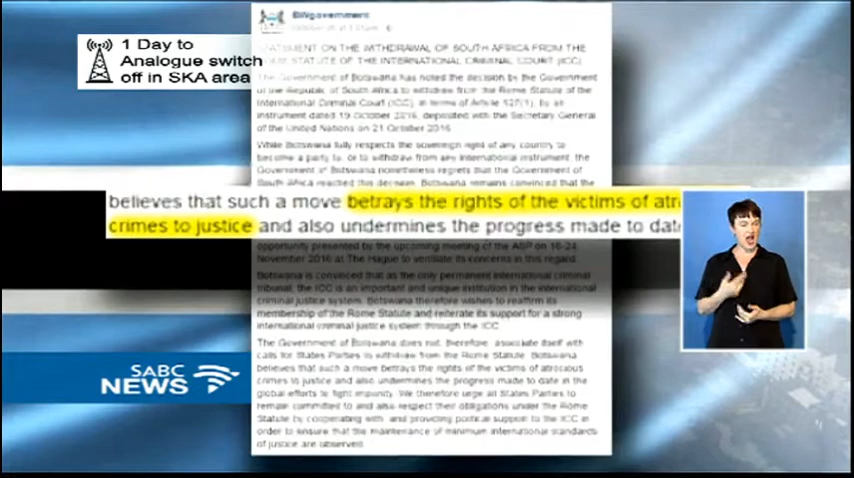 BWgovernment
1 Day to
Analogue switch
off in SKA area
STATEMENT ON THE WITHDRAWAL OF SOUTH AFRICA FROM THE
STATUTE OF THE INTERNATIONAL CRIMINAL COURT (ICC)
The Government of Botswana has noted the decision by the Government
of the Republic of South Africa to withdraw from the Rome Statute of the
International Criminal Court (ICC), in terms of Article 127(1), by an
instrument dated 19 October 2016, deposited with the Secretary General
of the United Nations on 21 October 2016
While Botswana fully respects the sovereign right of any country to
become a party to, or to withdraw from any international instrument, the
Government of Botswana nonetheless regrets that the Government of
South Africa reached this decision. Botswana remains convinced that the
believes that such a move betrays the rights of the victims of
crimes to justice and also undermines the progress made to date
opportunity presented by the upcoming meeting of the ASP on 16-24
November 2016 at The Hague to ventilate its concerns in this regard.
Botswana is convinced that as the only permanent international criminal
tribunal, the ICC is an important and unique institution in the international
criminal justice system. Botswana therefore wishes to reaffirm its
membership of the Rome Statute and reiterate its support for a strong
international criminal justice system through the ICC.
The Government of Botswana does not, therefore, associate itself with
calls for States Parties to withdraw from the Rome Statute. Botswana
believes that such a move betrays the rights of the victims of atrocious
crimes to justice and also undermines the progress made to date in the
global efforts to fight impunity. We therefore urge all States Parties to
remain committed to and also respect their obligations under the Rome
Statute by cooperating with and providing political support to the ICC in
order to ensure that the maintenance of minimum international standards
of justice are observed.
SABC
NEWS